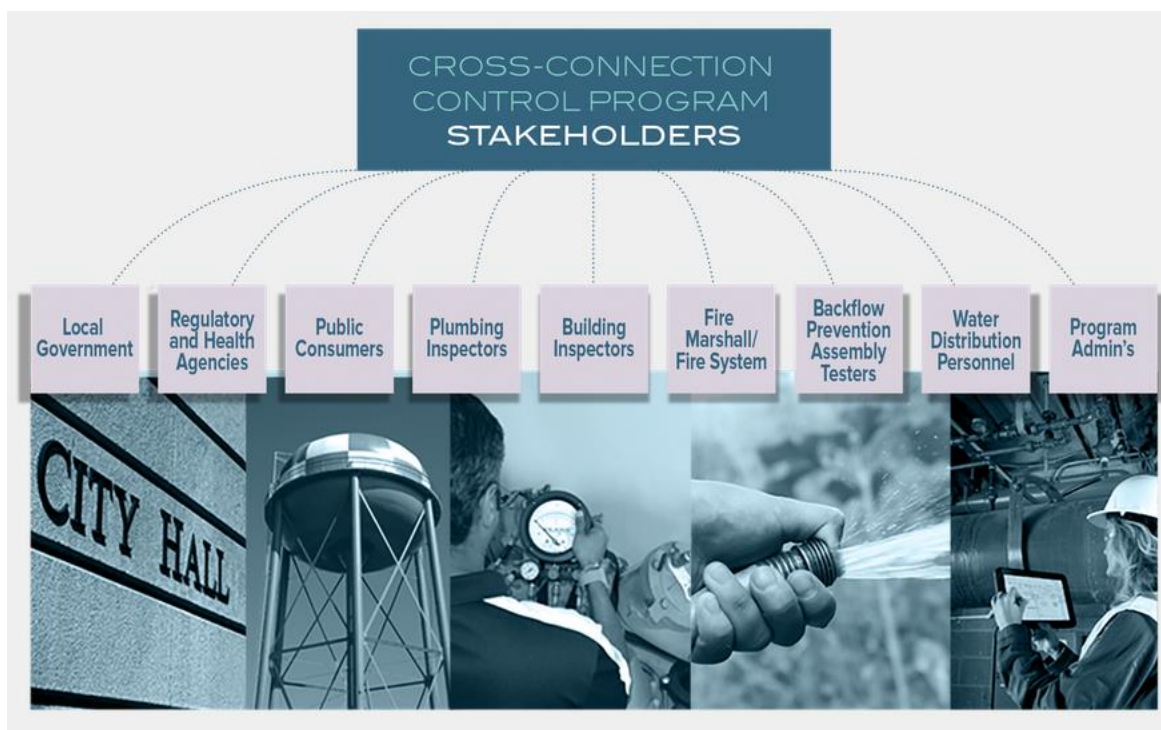 CROSS-CONNECTION
CONTROL PROGRAM
STAKEHOLDERS
Local
Government
Regulatory
and Health
Agencies
Public
Consumers
Plumbing
Inspectors
Building
Inspectors
Fire
Marshall/
Fire System
Backflow
Prevention
Assembly
Testers
Water
Distribution
Personnel
Program
Admin's
CITY HALL